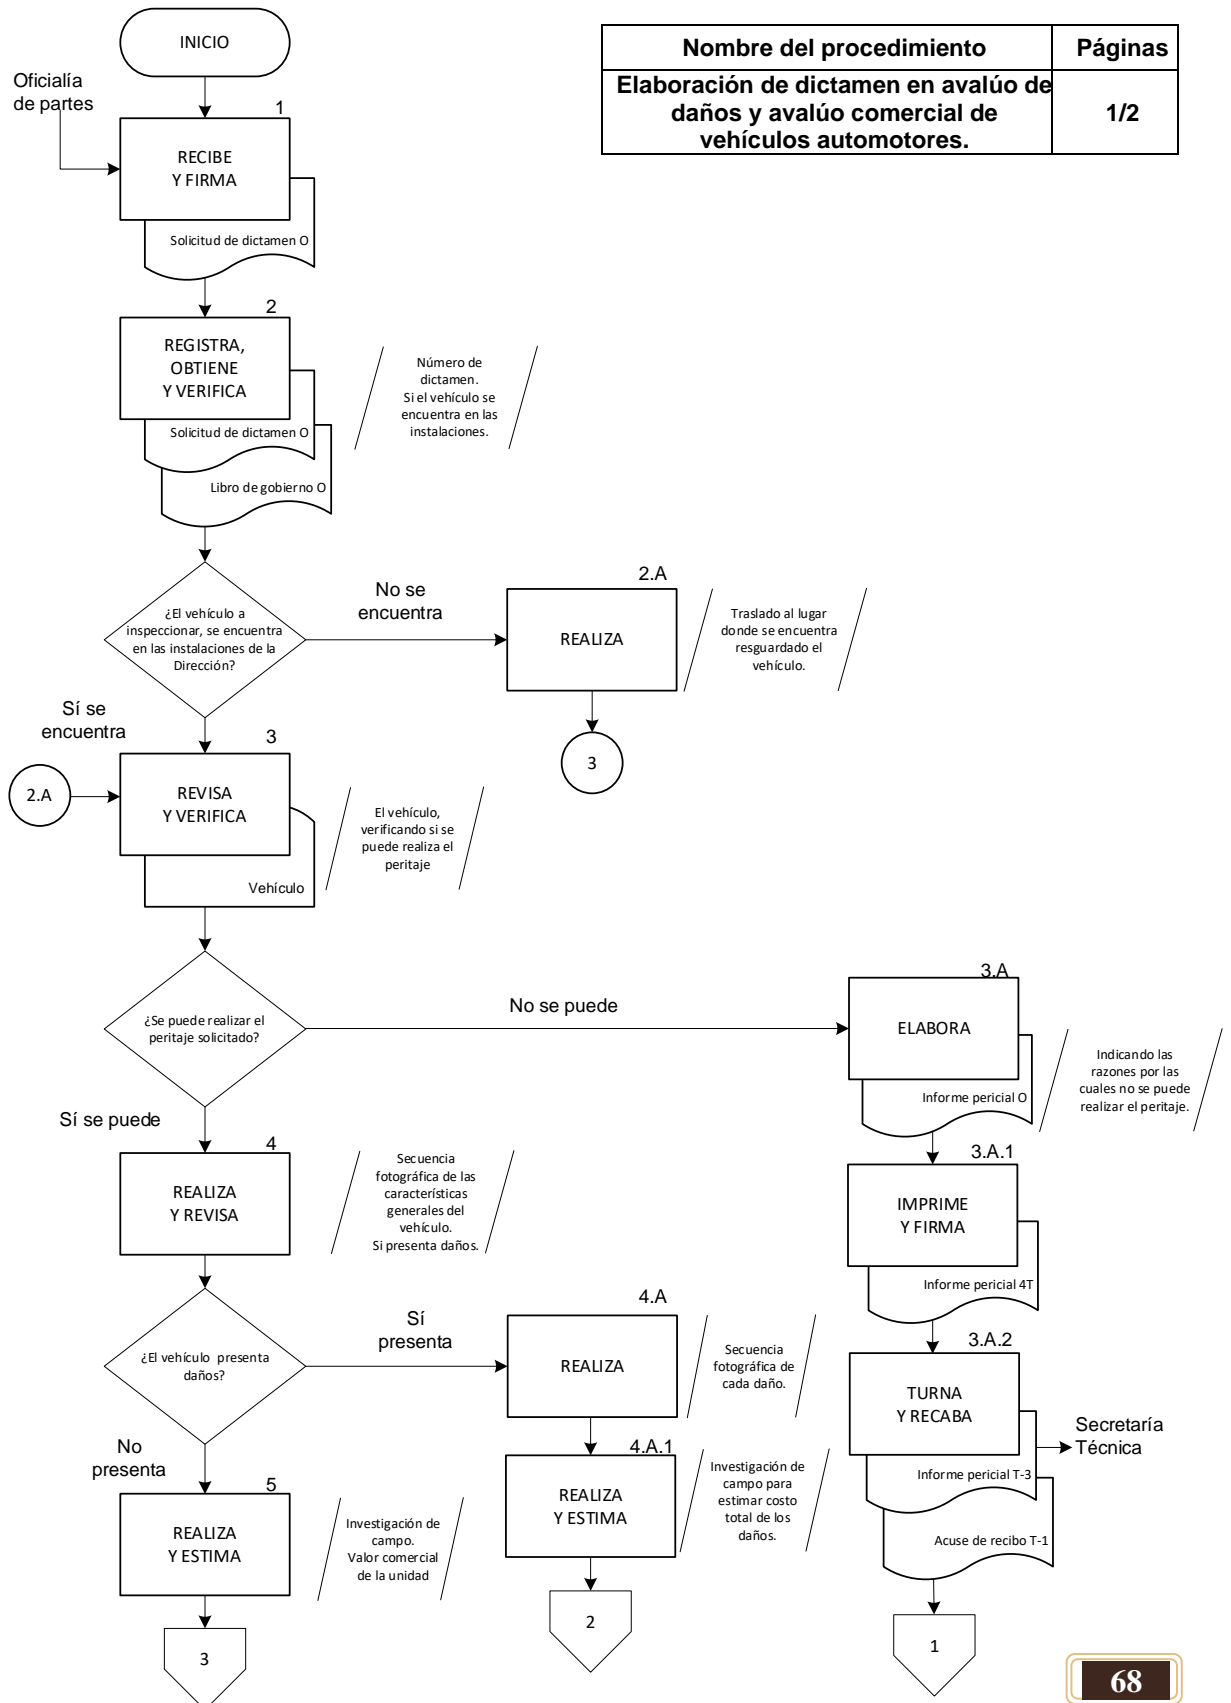 INICIO
Nombre del procedimiento
Páginas
Elaboración de dictamen en avalúo de
daños y avalúo comercial de
vehículos automotores.
1/2
Oficialía
de partes
1
RECIBE
Y FIRMA
Solicitud de dictamen O
2
REGISTRA,
OBTIENE
Y VERIFICA
Solicitud de dictamen O
Libro de gobierno O
Número de
dictamen.
Si el vehículo se
encuentra en las
instalaciones.
¿El vehículo a
inspeccionar, se encuentra
en las instalaciones de la
Dirección?
No se
encuentra
2.A
REALIZA
Traslado al lugar
donde se encuentra
resguardado el
vehículo.
3
Sí se
encuentra
3
2.A
REVISA
Y VERIFICA
Vehículo
El vehículo,
verificando si se
puede realiza el
peritaje
¿Se puede realizar el
peritaje solicitado?
No se puede
3.A
ELABORA
Informe pericial O
Indicando las
razones por las
cuales no se puede
realizar el peritaje.
Sí se puede
4
REALIZA
Y REVISA
Secuencia
fotográfica de las
características
generales del
vehículo.
Si presenta daños.
3.A.1
IMPRIME
Y FIRMA
Informe pericial 4T
¿El vehículo presenta
daños?
Sí
presenta
4.A
REALIZA
Secuencia
fotográfica de
cada daño.
3.A.2
TURNA
Y RECABA
Informe pericial T-3
Acuse de recibo T-1
Secretaría
Técnica
No
presenta
5
REALIZA
Y ESTIMA
Investigación de
campo.
Valor comercial
de la unidad
4.A.1
REALIZA
Y ESTIMA
Investigación de
campo para
estimar costo
total de los
daños.
3
2
1
68